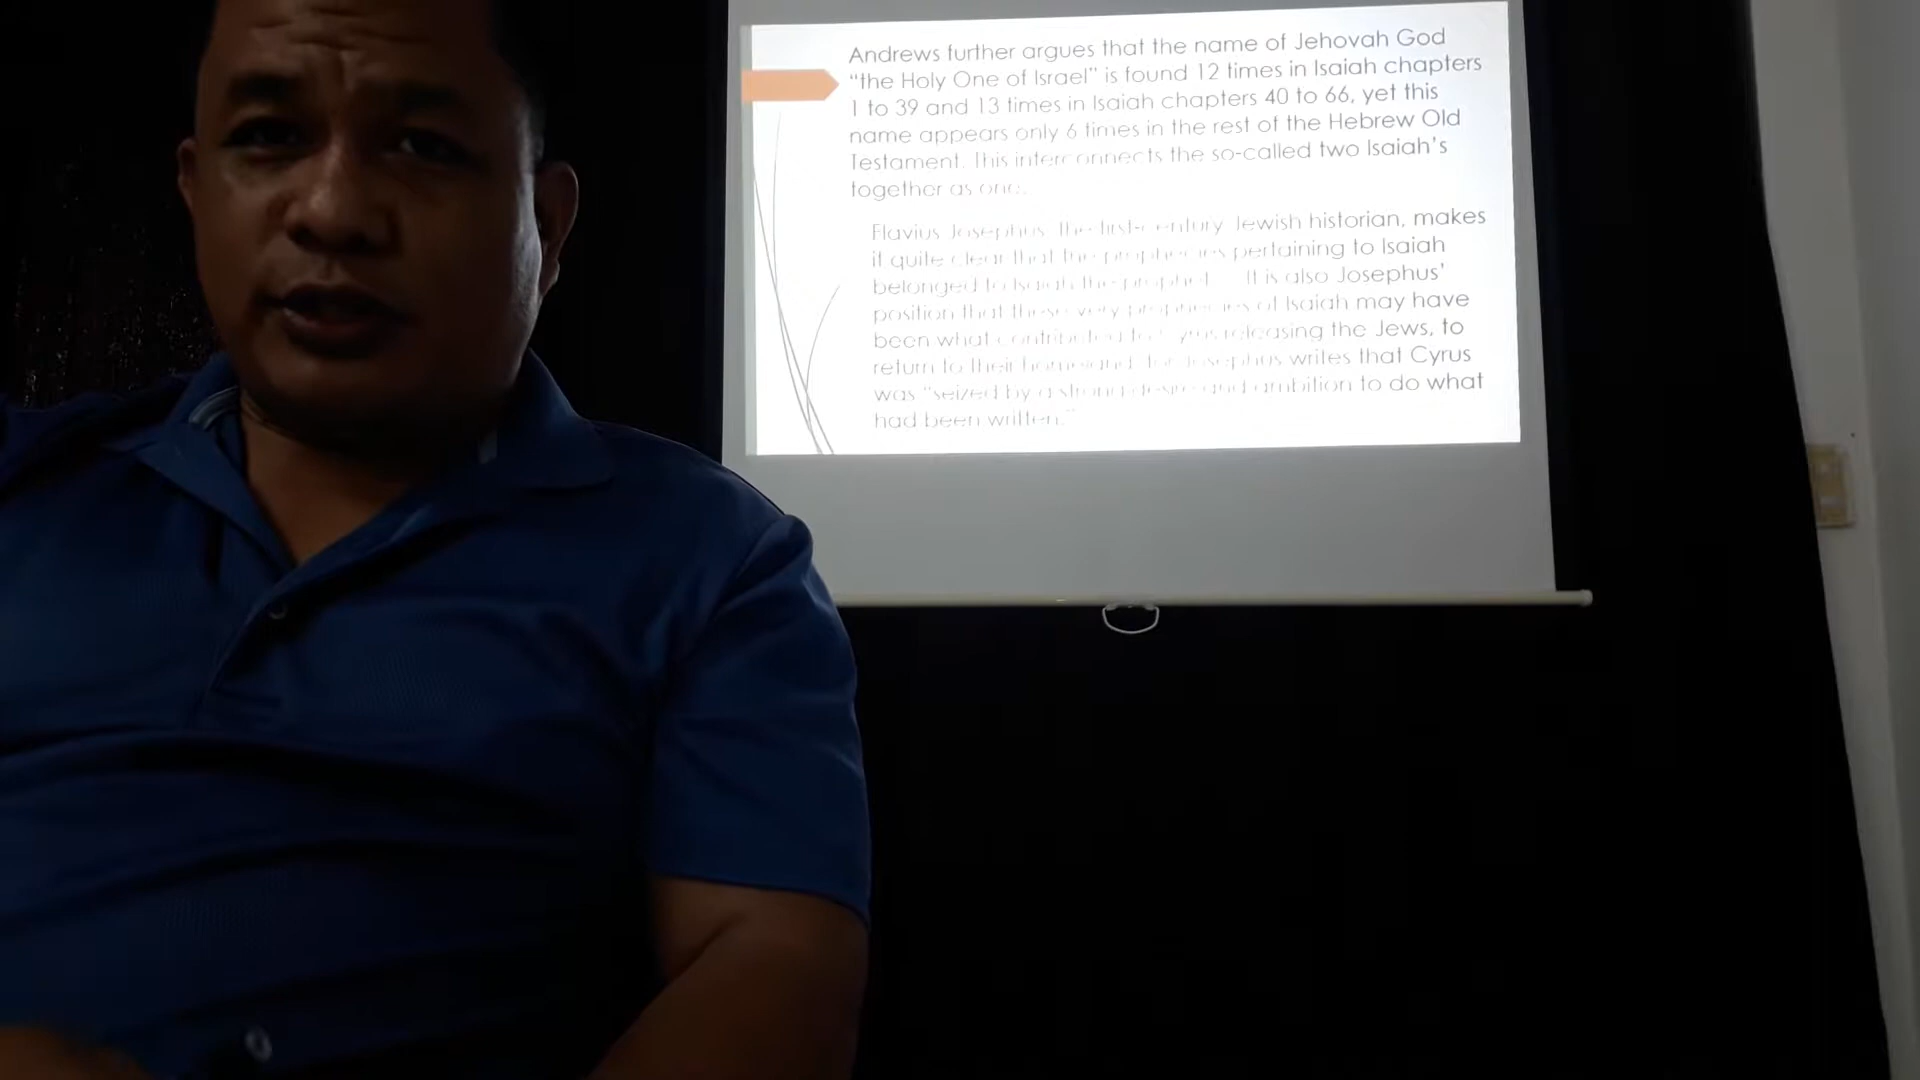 Andrews further argues that the name of Jehovah God
"the Holy One of Israel" is found 12 times in Isaiah chapters
1 to 39 and 13 times in Isaiah chapters 40 to 66, yet this
name appears only 6 times in the rest of the Hebrew Old
Testament. This interconnects the so-called two Isaiah's
together as one.
Flavius Josephus, the first-century Jewish historian, makes
it quite clear that the prophecies pertaining to Isaiah
belonged to Isaiah the prophet. It is also Josephus'
position that these very prophecies of Isaiah may have
been what contributed to Cyrus releasing the Jews, to
return to their homeland, for Josephus writes that Cyrus
was "seized by a strong desire and ambition to do what
had been written."